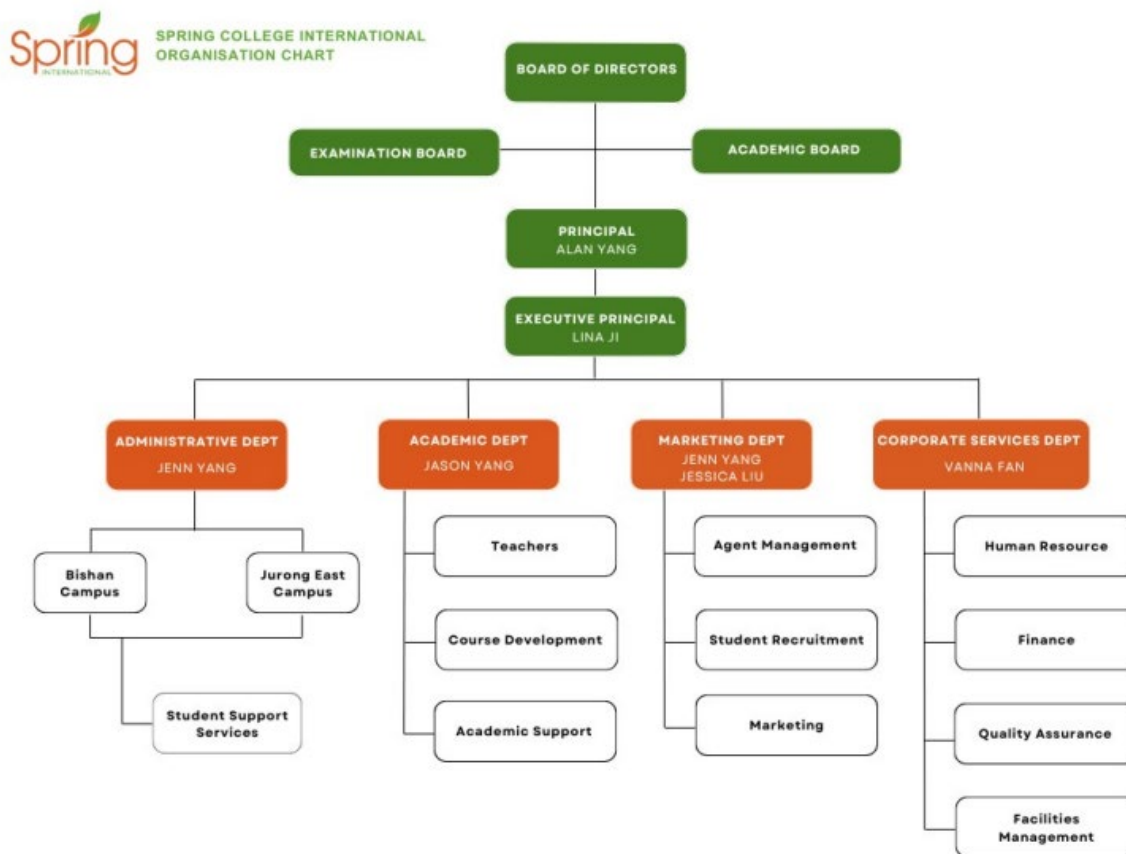 Spring
INTERNATIONAL
SPRING COLLEGE INTERNATIONAL
ORGANISATION CHART
BOARD OF DIRECTORS
EXAMINATION BOARD
ACADEMIC BOARD
PRINCIPAL
ALAN YANG
EXECUTIVE PRINCIPAL
LINA JI
ADMINISTRATIVE DEPT
JENN YANG
ACADEMIC DEPT
JASON YANG
MARKETING DEPT
JENN YANG
JESSICA LIU
CORPORATE SERVICES DEPT
VANNA FAN
Bishan
Campus
Jurong East
Campus
Student Support
Services
Teachers
Course Development
Academic Support
Agent Management
Student Recruitment
Marketing
Human Resource
Finance
Quality Assurance
Facilities
Management